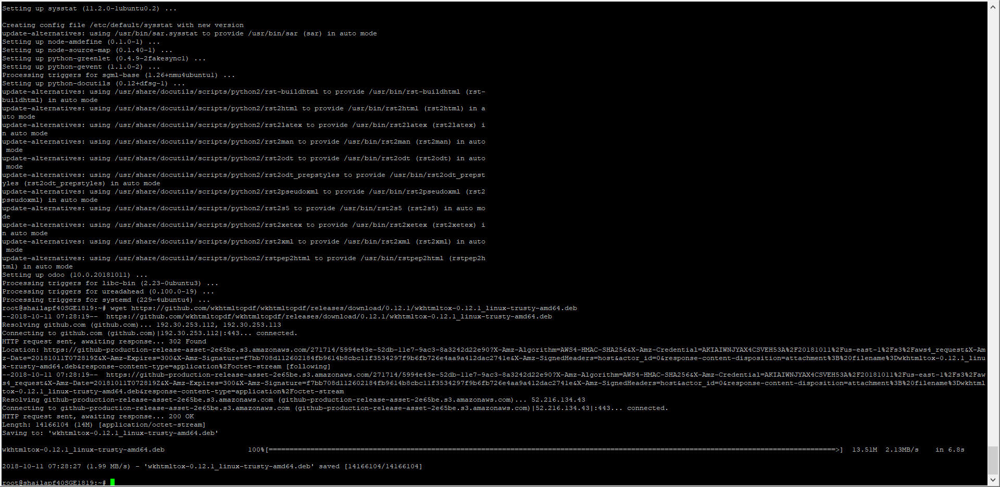 Setting up sysstat (11.2.0-1ubuntu0.2) ...
Creating config file /etc/default/sysstat with new version
update-alternatives: using /usr/bin/sar.sysstat to provide /usr/bin/sar (sar) in auto mode
Setting up node-amdefine (0.1.0-1) ...
Setting up node-source-map (0.1.40-1) ...
Setting up python-greenlet (0.4.9-2fakesync1) ...
Setting up python-gevent (1.1.0-2) ...
Processing triggers for sgml-base (1.26+nmu4ubuntu1) ...
Setting up python-docutils (0.12+dfsg-1) ...
update-alternatives: using /usr/share/docutils/scripts/python2/rst-buildhtml to provide /usr/bin/rst-buildhtml (rst-
buildhtml) in auto mode
update-alternatives: using /usr/share/docutils/scripts/python2/rst2html to provide /usr/bin/rst2html (rst2html) in a
uto mode
update-alternatives: using /usr/share/docutils/scripts/python2/rst2latex to provide /usr/bin/rst2latex (rst2latex) i
n auto mode
update-alternatives: using /usr/share/docutils/scripts/python2/rst2man to provide /usr/bin/rst2man (rst2man) in auto
 mode
update-alternatives: using /usr/share/docutils/scripts/python2/rst2odt to provide /usr/bin/rst2odt (rst2odt) in auto
 mode
update-alternatives: using /usr/share/docutils/scripts/python2/rst2odt_prepstyles to provide /usr/bin/rst2odt_prepst
yles (rst2odt_prepstyles) in auto mode
update-alternatives: using /usr/share/docutils/scripts/python2/rst2pseudoxml to provide /usr/bin/rst2pseudoxml (rst2
pseudoxml) in auto mode
update-alternatives: using /usr/share/docutils/scripts/python2/rst2s5 to provide /usr/bin/rst2s5 (rst2s5) in auto mo
de
update-alternatives: using /usr/share/docutils/scripts/python2/rst2xetex to provide /usr/bin/rst2xetex (rst2xetex) i
n auto mode
update-alternatives: using /usr/share/docutils/scripts/python2/rst2xml to provide /usr/bin/rst2xml (rst2xml) in auto
 mode
update-alternatives: using /usr/share/docutils/scripts/python2/rstpep2html to provide /usr/bin/rstpep2html (rstpep2h
tml) in auto mode
Setting up odoo (10.0.20181011) ...
Processing triggers for libc-bin (2.23-0ubuntu3) ...
Processing triggers for ureadahead (0.100.0-19) ...
Processing triggers for systemd (229-4ubuntu4) ...
root@shailapf40SGE1819:~# wget https://github.com/wkhtmltopdf/wkhtmltopdf/releases/download/0.12.1/wkhtmltox-0.12.1_linux-trusty-amd64.deb
--2018-10-11 07:28:19--  https://github.com/wkhtmltopdf/wkhtmltopdf/releases/download/0.12.1/wkhtmltox-0.12.1_linux-trusty-amd64.deb
Resolving github.com (github.com)... 192.30.253.112, 192.30.253.113
Connecting to github.com (github.com)|192.30.253.112|:443... connected.
HTTP request sent, awaiting response... 302 Found
Location: https://github-production-release-asset-2e65be.s3.amazonaws.com/271714/5994e43e-52db-11e7-9ac3-8a3242d22e90?X-Amz-Algorithm=AWS4-HMAC-SHA256&X-Amz-Credential=AKIAIWNJYAX4CSVEH53A%2F20181011%2Fus-east-1%2Fs3%2Faws4_request&X-Am
z-Date=20181011T072819Z&X-Amz-Expires=300&X-Amz-Signature=f7bb708d112602184fb9614b8cbc11f3534297f9b6fb726e4aa9a412dac2741e&X-Amz-SignedHeaders=host&actor_id=0&response-content-disposition=attachment%3B%20filename%3Dwkhtmltox-0.12.1_linu
x-trusty-amd64.deb&response-content-type=application%2Foctet-stream [following]
--2018-10-11 07:28:19--  https://github-production-release-asset-2e65be.s3.amazonaws.com/271714/5994e43e-52db-11e7-9ac3-8a3242d22e90?X-Amz-Algorithm=AWS4-HMAC-SHA256&X-Amz-Credential=AKIAIWNJYAX4CSVEH53A%2F20181011%2Fus-east-1%2Fs3%2Faw
s4_request&X-Amz-Date=20181011T072819Z&X-Amz-Expires=300&X-Amz-Signature=f7bb708d112602184fb9614b8cbc11f3534297f9b6fb726e4aa9a412dac2741e&X-Amz-SignedHeaders=host&actor_id=0&response-content-disposition=attachment%3B%20filename%3Dwkhtml
tox-0.12.1_linux-trusty-amd64.deb&response-content-type=application%2Foctet-stream
Resolving github-production-release-asset-2e65be.s3.amazonaws.com (github-production-release-asset-2e65be.s3.amazonaws.com)... 52.216.134.43
Connecting to github-production-release-asset-2e65be.s3.amazonaws.com (github-production-release-asset-2e65be.s3.amazonaws.com)|52.216.134.43|:443... connected.
HTTP request sent, awaiting response... 200 OK
Length: 14166104 (14M) [application/octet-stream]
Saving to: 'wkhtmltox-0.12.1_linux-trusty-amd64.deb'
wkhtmltox-0.12.1_linux-trusty-amd64.deb 100%[========================================================================================================================================>] 13.51M 2.13MB/s in 6.8s
2018-10-11 07:28:27 (1.99 MB/s) - 'wkhtmltox-0.12.1_linux-trusty-amd64.deb' saved [14166104/14166104]
root@shailapf40SGE1819:~#